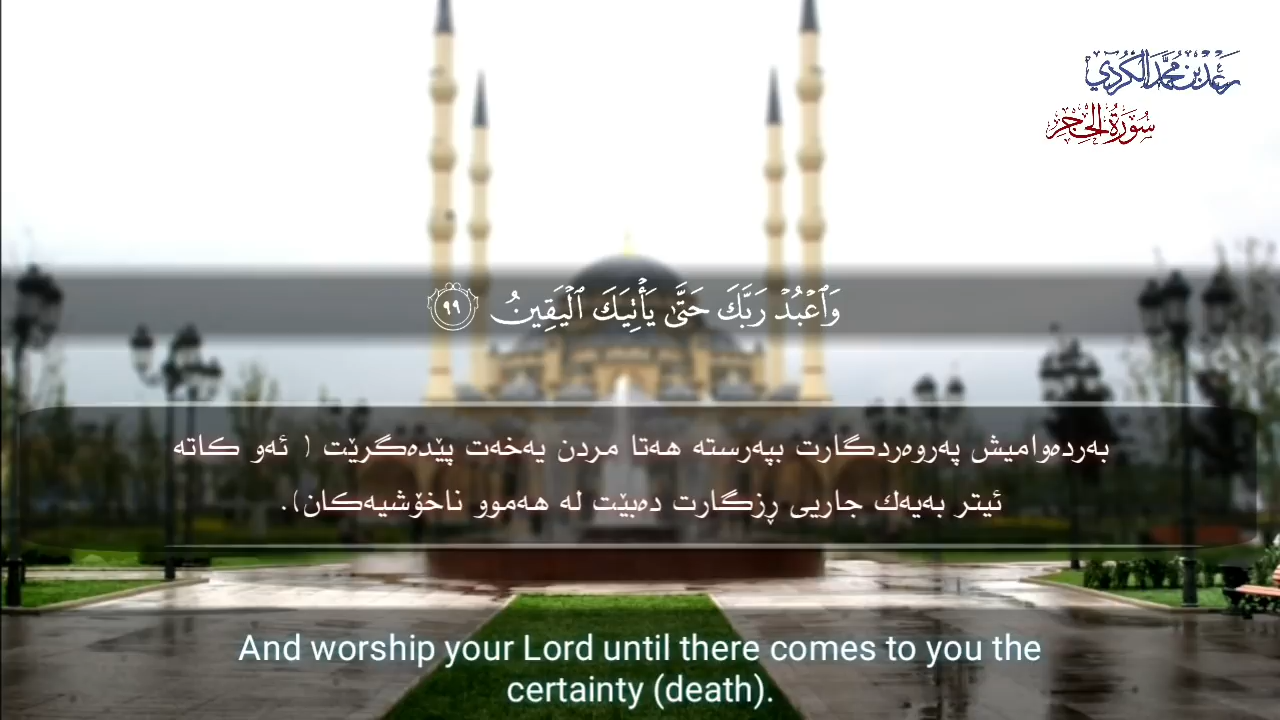 رعد بن محمد الكردي
سورة الحجر
وَٱعۡبُدۡ رَبَّكَ حَتَّىٰ يَأۡتِيَكَ ٱلۡيَقِينُ ٩٩
بەردەوامیش پەروەردگارت بپەرستە هەتا مردن یەخەت پێدەگرێت ( ئەو کاتە
ئیتر بەیەك جاریی ڕزگارت دەبێت لە هەموو ناخۆشیەکان).
And worship your Lord until there comes to you the
certainty (death).